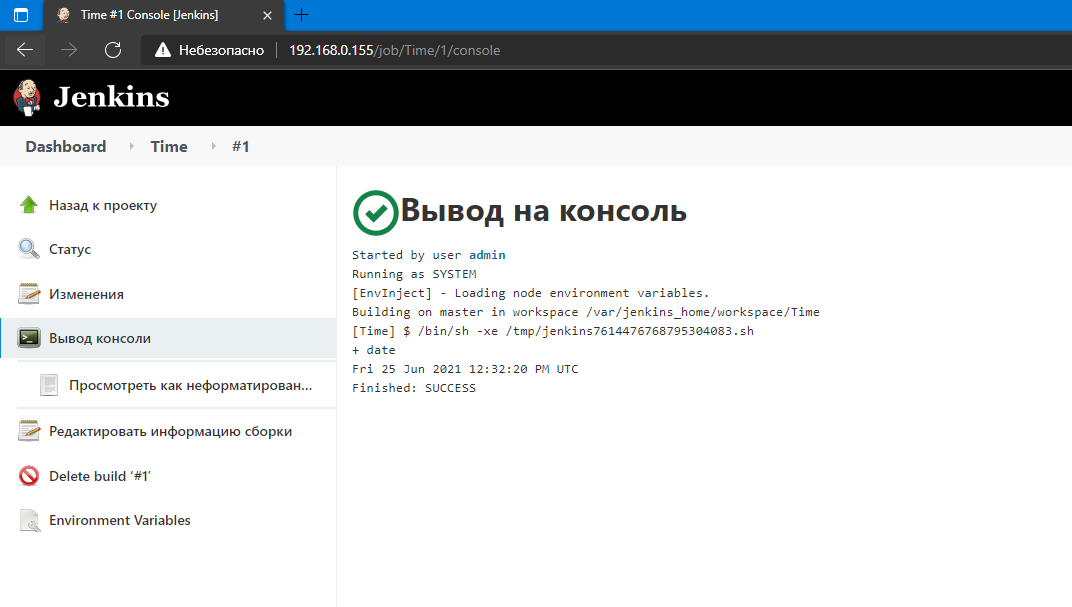 Time #1 Console [Jenkins]
Небезопасно 192.168.0.155/job/Time/1/console
Jenkins
Dashboard Time #1
Назад к проекту
Статус
Изменения
Вывод консоли
Просмотреть как неформатирован...
Редактировать информацию сборки
Delete build ‘#1’
Environment Variables
Вывод на консоль
Started by user admin
Running as SYSTEM
[EnvInject] - Loading node environment variables.
Building on master in workspace /var/jenkins_home/workspace/Time
[Time] $ /bin/sh -xe /tmp/jenkins7614476768795304083.sh
+ date
Fri 25 Jun 2021 12:32:20 PM UTC
Finished: SUCCESS